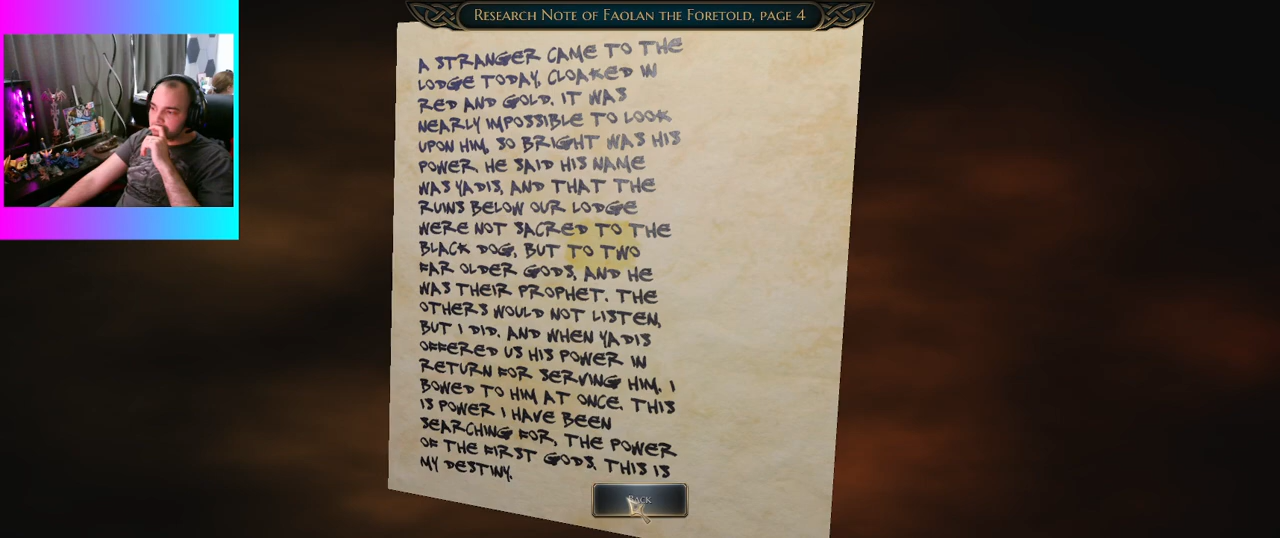 Research Note of Faolan the Foretold, page 4
A STRANGER CAME TO THE
LODGE TODAY, CLOAKED IN
RED AND GOLD. IT WAS
NEARLY IMPOSSIBLE TO LOOK
UPON HIM, SO BRIGHT WAS HIS
POWER. HE SAID HIS NAME
WAS YADIS, AND THAT THE
RUINS BELOW OUR LODGE
WERE NOT SACRED TO THE
BLACK DOG, BUT TO TWO
FAR OLDER GODS, AND HE
WAS THEIR PROPHET. THE
OTHERS WOULD NOT LISTEN,
BUT I DID. AND WHEN YADIS
OFFERED US HIS POWER IN
RETURN FOR SERVING HIM, I
BOWED TO HIM AT ONCE. THIS
IS POWER I HAVE BEEN
SEARCHING FOR, THE POWER
OF THE FIRST GODS. THIS IS
MY DESTINY.
Back